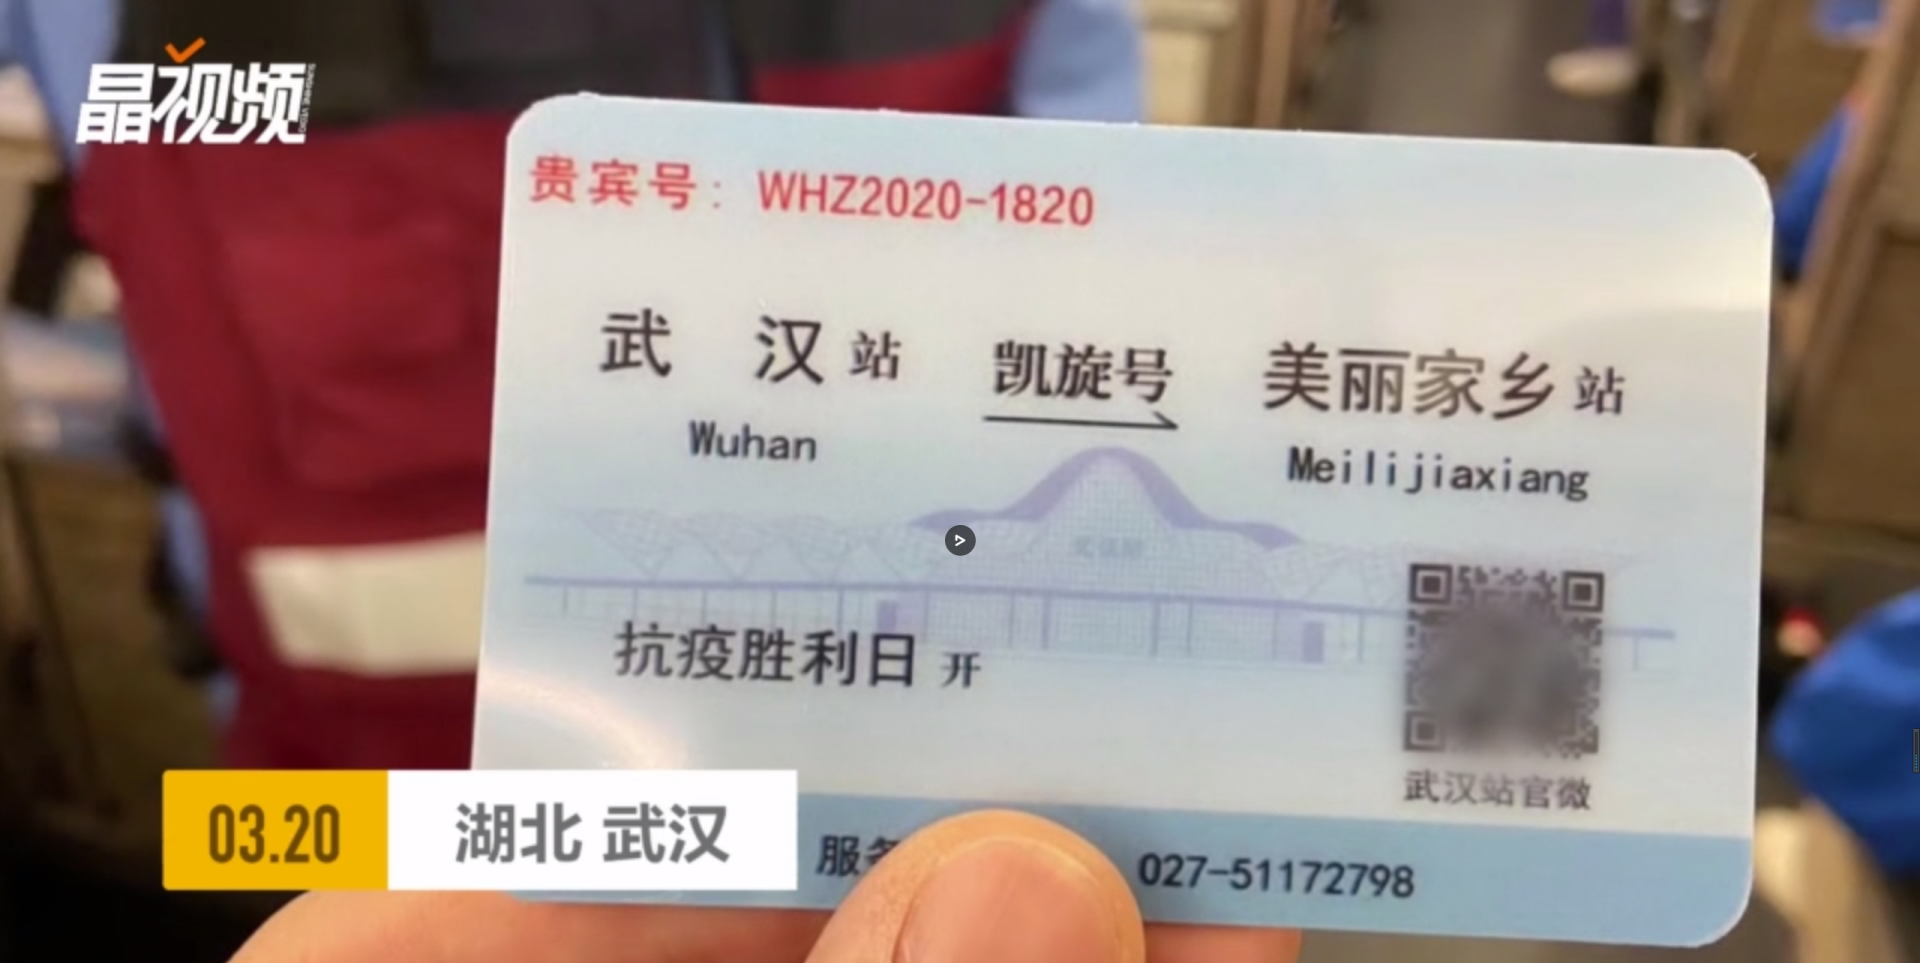 晶视频
贵宾号：WHZ2020-1820
武 汉 站 凯旋号 美丽家乡 站
Wuhan Meilijiaxiang
抗疫胜利日 开
武汉站官微
03.20 湖北 武汉
服务 027-51172798